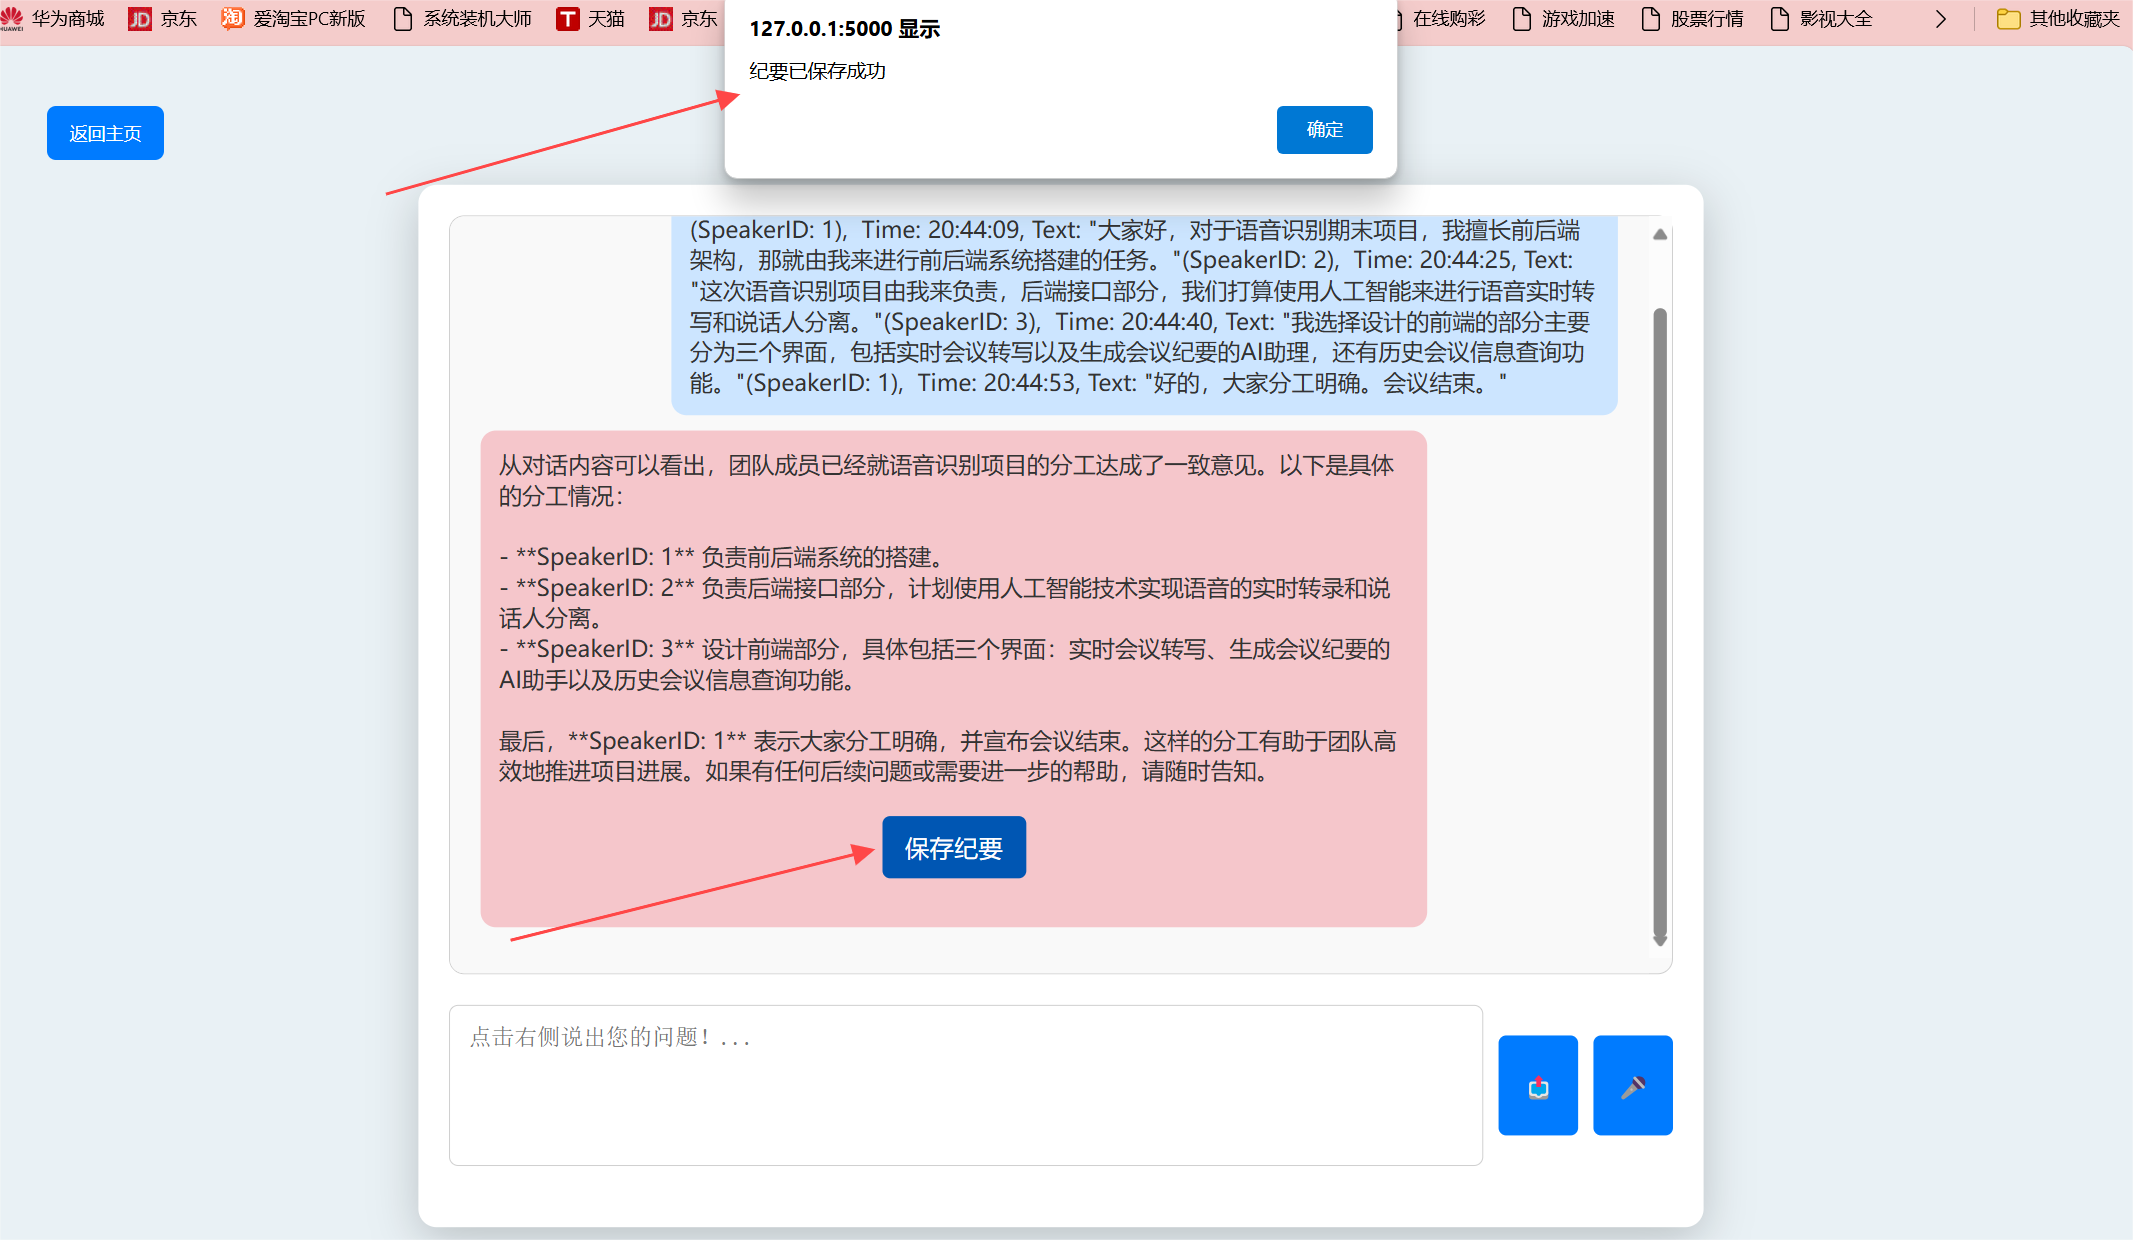 HUAWEI 华为商城 JD 京东 淘 爱淘宝PC新版 系统装机大师 T 天猫 JD 京东 在线购彩 游戏加速 股票行情 影视大全 其他收藏夹
127.0.0.1:5000 显示
纪要已保存成功
确定
返回主页
(SpeakerID: 1)，Time: 20:44:09, Text: "大家好，对于语音识别期末项目，我擅长前后端
架构，那就由我来进行前后端系统搭建的任务。"(SpeakerID: 2)，Time: 20:44:25, Text:
"这次语音识别项目由我来负责，后端接口部分，我们打算使用人工智能来进行语音实时转
写和说话人分离。"(SpeakerID: 3)，Time: 20:44:40, Text: "我选择设计的前端的部分主要
分为三个界面，包括实时会议转写以及生成会议纪要的AI助理，还有历史会议信息查询功
能。"(SpeakerID: 1)，Time: 20:44:53, Text: "好的，大家分工明确。会议结束。"
从对话内容可以看出，团队成员已经就语音识别项目的分工达成了一致意见。以下是具体
的分工情况：
- **SpeakerID: 1** 负责前后端系统的搭建。
- **SpeakerID: 2** 负责后端接口部分，计划使用人工智能技术实现语音的实时转录和说
话人分离。
- **SpeakerID: 3** 设计前端部分，具体包括三个界面：实时会议转写、生成会议纪要的
AI助手以及历史会议信息查询功能。
最后，**SpeakerID: 1** 表示大家分工明确，并宣布会议结束。这样的分工有助于团队高
效地推进项目进展。如果有任何后续问题或需要进一步的帮助，请随时告知。
保存纪要
点击右侧说出您的问题！...